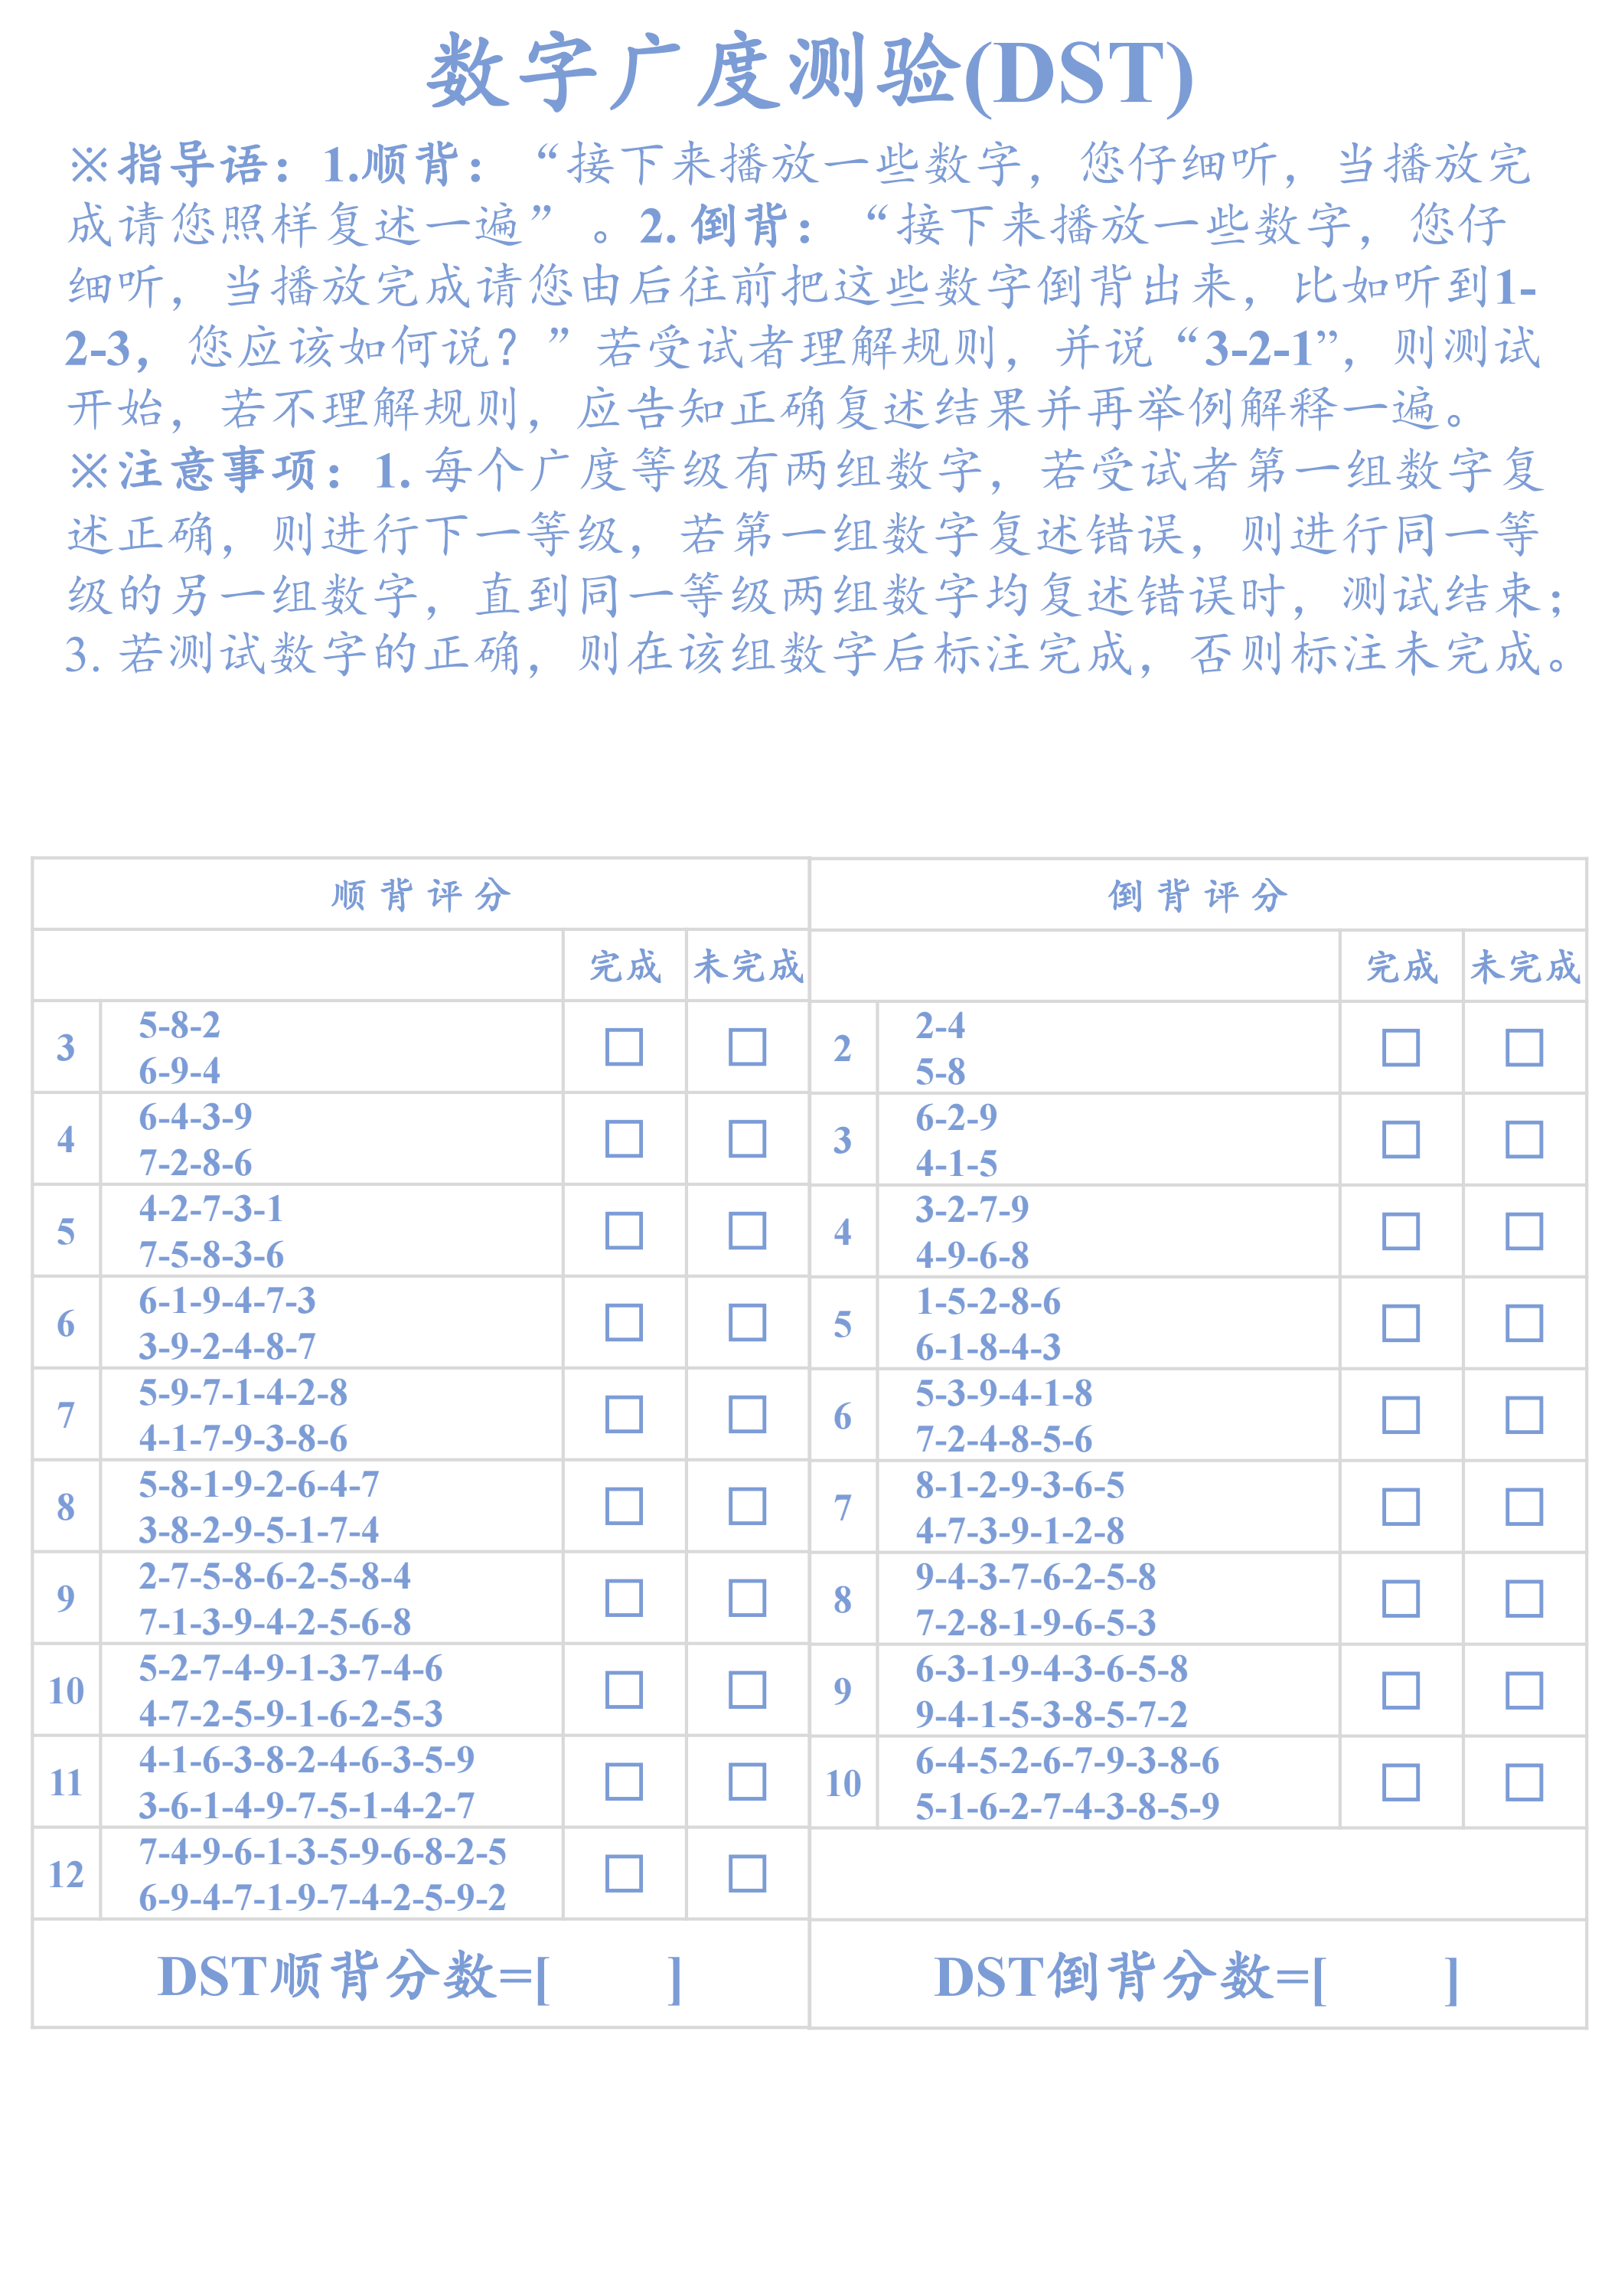 数字广度测验(DST)
※指导语：1.顺背：“接下来播放一些数字，您仔细听，当播放完
成请您照样复述一遍”。2. 倒背：“接下来播放一些数字，您仔
细听，当播放完成请您由后往前把这些数字倒背出来，比如听到1-
2-3，您应该如何说？”若受试者理解规则，并说“3-2-1”，则测试
开始，若不理解规则，应告知正确复述结果并再举例解释一遍。
※注意事项：1. 每个广度等级有两组数字，若受试者第一组数字复
述正确，则进行下一等级，若第一组数字复述错误，则进行同一等
级的另一组数字，直到同一等级两组数字均复述错误时，测试结束；
3. 若测试数字的正确，则在该组数字后标注完成，否则标注未完成。
顺背评分
完成 未完成
3 5-8-2
6-9-4
4 6-4-3-9
7-2-8-6
5 4-2-7-3-1
7-5-8-3-6
6 6-1-9-4-7-3
3-9-2-4-8-7
7 5-9-7-1-4-2-8
4-1-7-9-3-8-6
8 5-8-1-9-2-6-4-7
3-8-2-9-5-1-7-4
9 2-7-5-8-6-2-5-8-4
7-1-3-9-4-2-5-6-8
10 5-2-7-4-9-1-3-7-4-6
4-7-2-5-9-1-6-2-5-3
11 4-1-6-3-8-2-4-6-3-5-9
3-6-1-4-9-7-5-1-4-2-7
12 7-4-9-6-1-3-5-9-6-8-2-5
6-9-4-7-1-9-7-4-2-5-9-2
DST顺背分数=[ ]
倒背评分
完成 未完成
2 2-4
5-8
3 6-2-9
4-1-5
4 3-2-7-9
4-9-6-8
5 1-5-2-8-6
6-1-8-4-3
6 5-3-9-4-1-8
7-2-4-8-5-6
7 8-1-2-9-3-6-5
4-7-3-9-1-2-8
8 9-4-3-7-6-2-5-8
7-2-8-1-9-6-5-3
9 6-3-1-9-4-3-6-5-8
9-4-1-5-3-8-5-7-2
10 6-4-5-2-6-7-9-3-8-6
5-1-6-2-7-4-3-8-5-9
DST倒背分数=[ ]